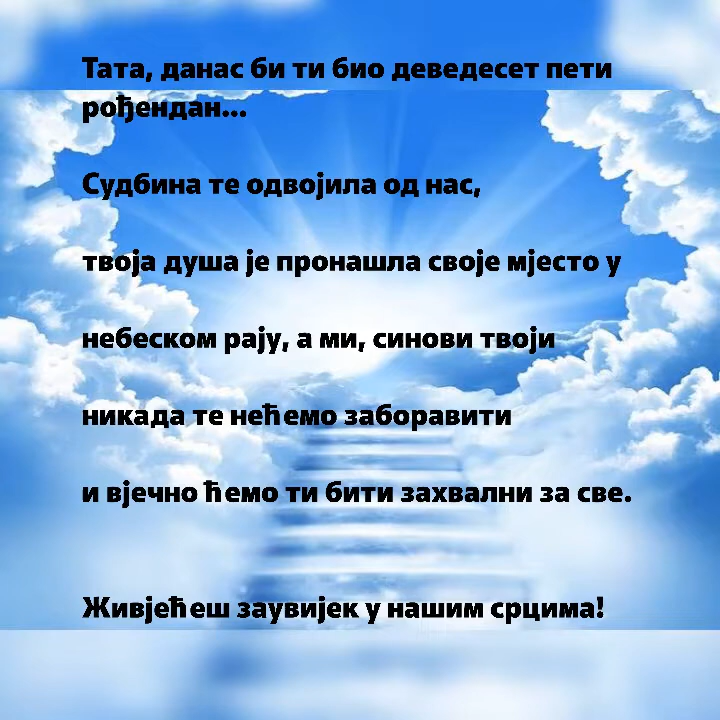 Тата, данас би ти био деведесет пети
рођендан...
Судбина те одвојила од нас,
твоја душа је пронашла своје мјесто у
небеском рају, а ми, синови твоји
никада те нећемо заборавити
и вјечно ћемо ти бити захвални за све.
Живјећеш заувијек у нашим срцима!